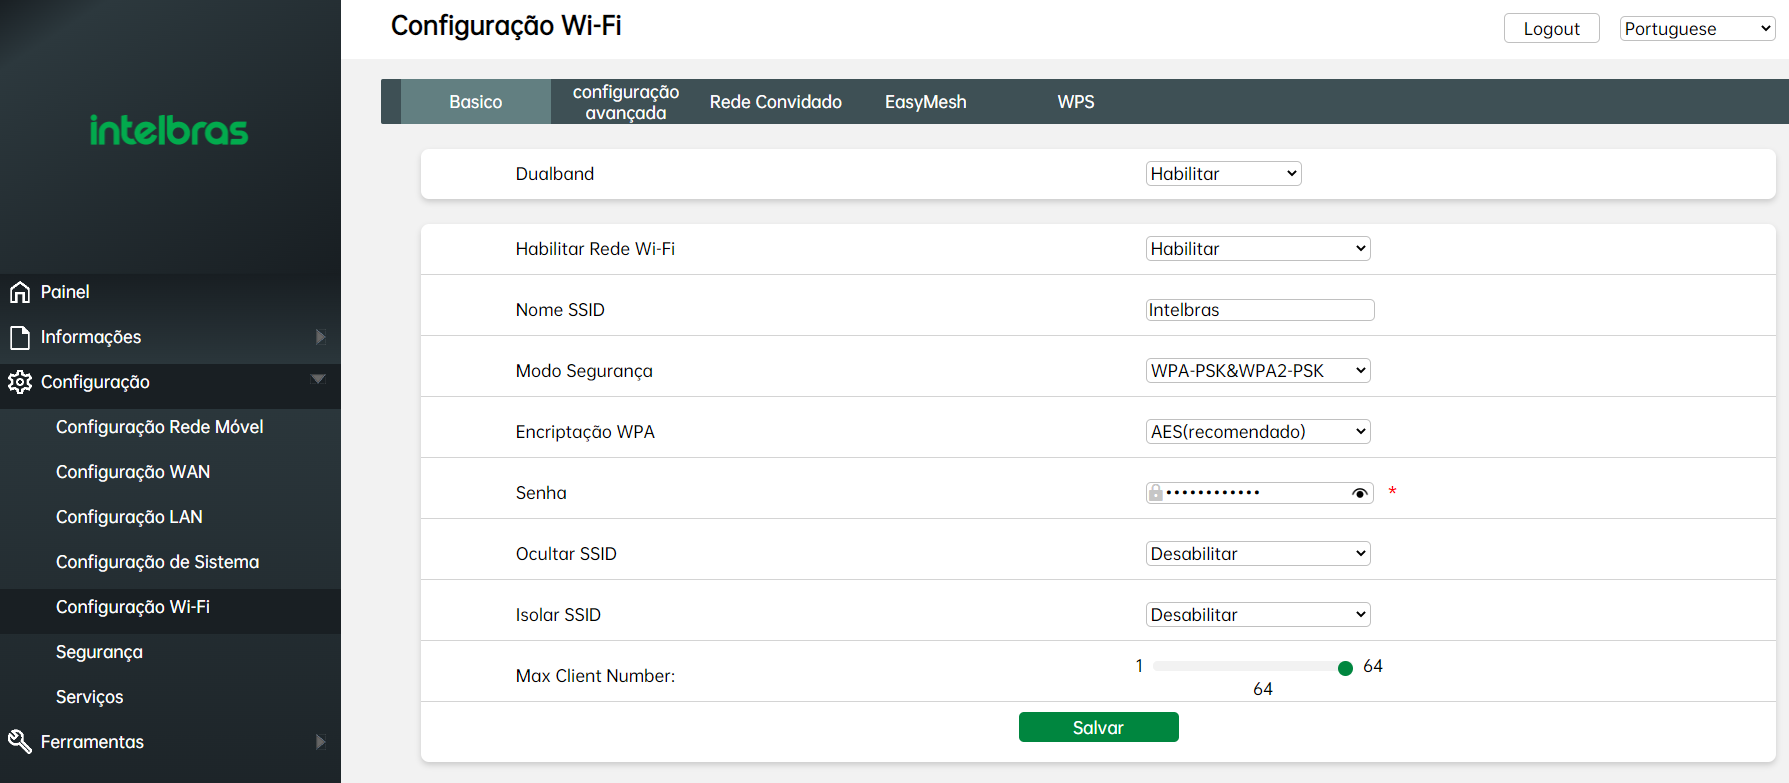 Configuração Wi-Fi
Logout
Portuguese
intelbras
Basico
configuração
avançada
Rede Convidado
EasyMesh
WPS
Painel
Informações
Configuração
Configuração Rede Móvel
Configuração WAN
Configuração LAN
Configuração de Sistema
Configuração Wi-Fi
Segurança
Serviços
Ferramentas
Dualband
Habilitar
Habilitar Rede Wi-Fi
Habilitar
Nome SSID
Intelbras
Modo Segurança
WPA-PSK&WPA2-PSK
Encriptação WPA
AES(recomendado)
Senha
•••••••••••• *
Ocultar SSID
Desabilitar
Isolar SSID
Desabilitar
Max Client Number:
1 64
64
Salvar